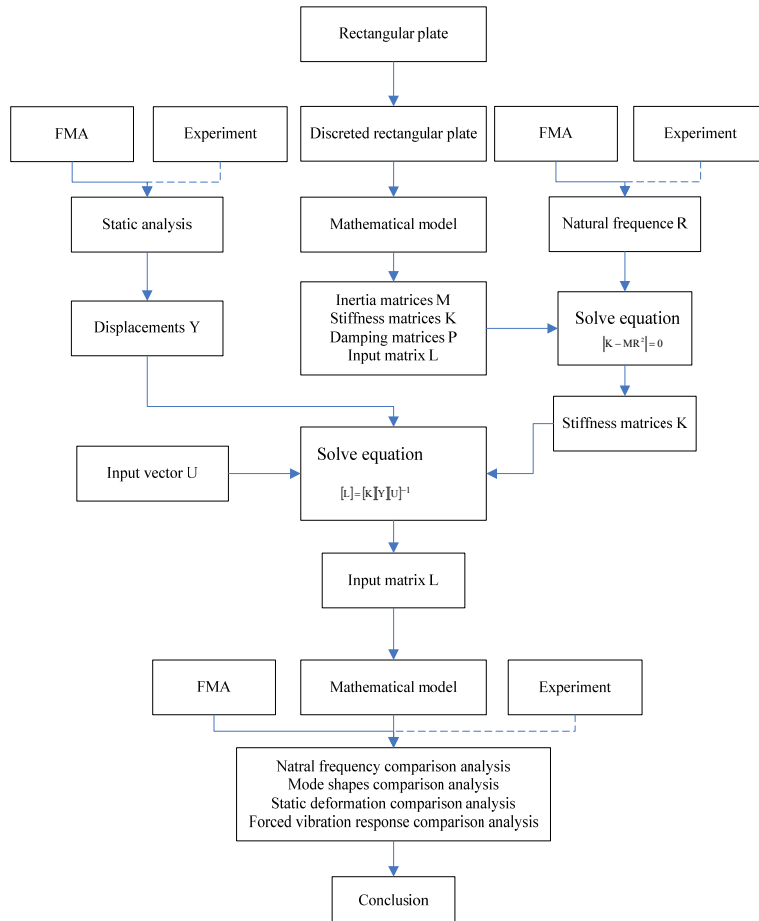 Rectangular plate
FMA
Experiment
Discreted rectangular plate
FMA
Experiment
Static analysis
Mathematical model
Natural frequence R
Displacements Y
Inertia matrices M
Stiffness matrices K
Damping matrices P
Input matrix L
Solve equation
|K − MR²| = 0
Stiffness matrices K
Input vector U
Solve equation
[L] = [K][Y][U]⁻¹
Input matrix L
FMA
Mathematical model
Experiment
Natral frequency comparison analysis
Mode shapes comparison analysis
Static deformation comparison analysis
Forced vibration response comparison analysis
Conclusion